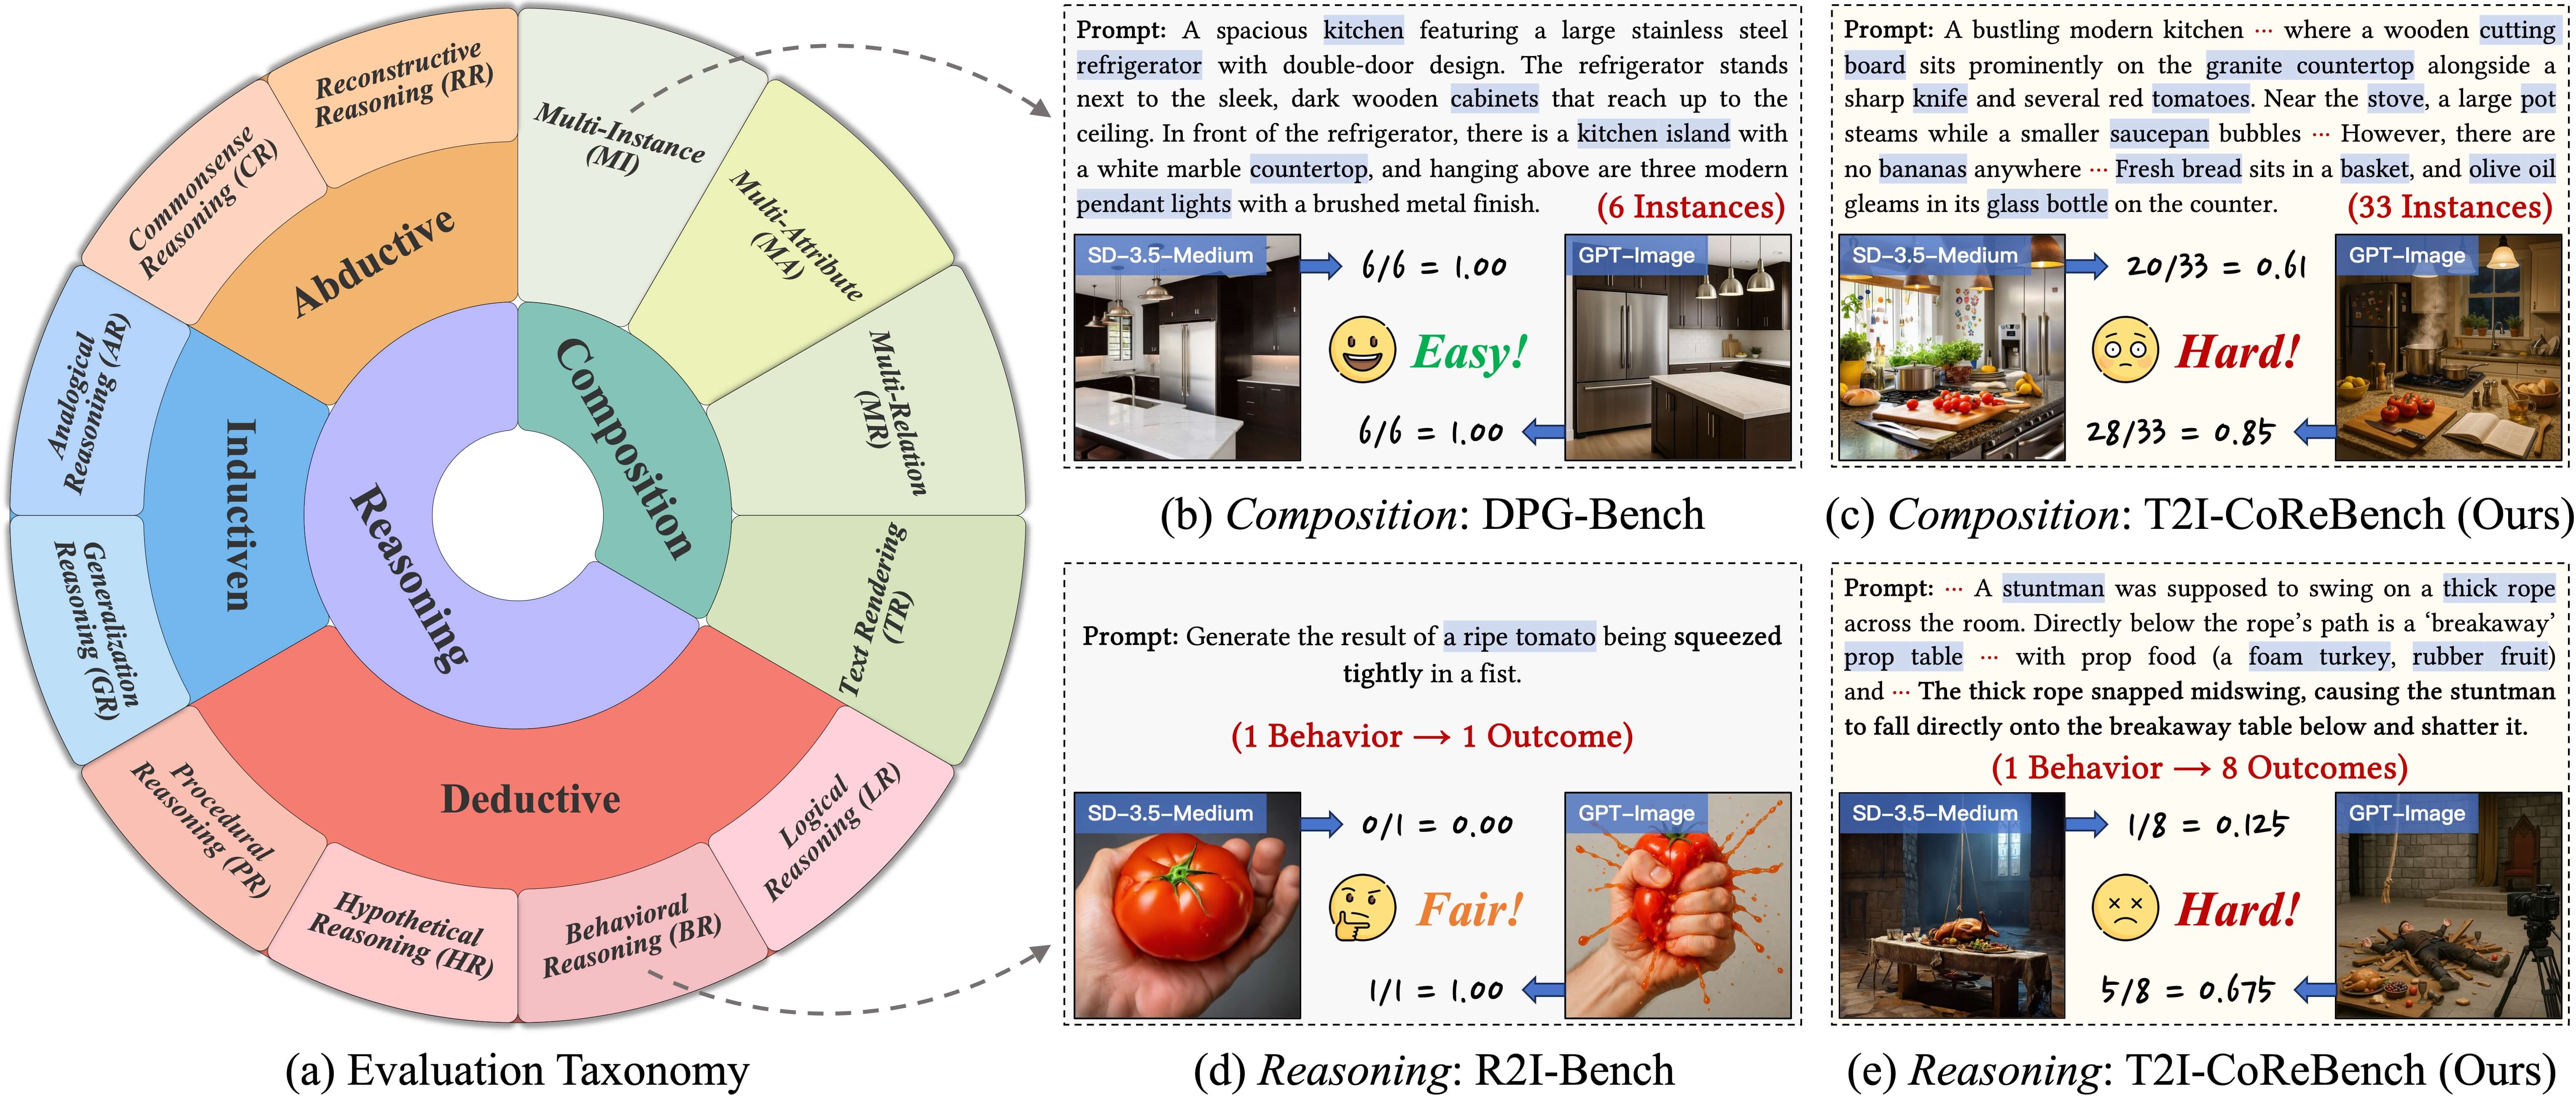 Reconstructive
Reasoning (RR)
Commonsense
Reasoning (CR)
Analogical
Reasoning (AR)
Generalization
Reasoning (GR)
Procedural
Reasoning (PR)
Hypothetical
Reasoning (HR)
Behavioral
Reasoning (BR)
Logical
Reasoning (LR)
Text Rendering
(TR)
Multi-Relation
(MR)
Multi-Attribute
(MA)
Multi-Instance
(MI)
Abductive
Inductiven
Deductive
Reasoning
Composition
(a) Evaluation Taxonomy
Prompt: A spacious kitchen featuring a large stainless steel
refrigerator with double-door design. The refrigerator stands
next to the sleek, dark wooden cabinets that reach up to the
ceiling. In front of the refrigerator, there is a kitchen island with
a white marble countertop, and hanging above are three modern
pendant lights with a brushed metal finish. (6 Instances)
SD-3.5-Medium
6/6 = 1.00
GPT-Image
Easy!
6/6 = 1.00
(b) Composition: DPG-Bench
Prompt: A bustling modern kitchen ··· where a wooden cutting
board sits prominently on the granite countertop alongside a
sharp knife and several red tomatoes. Near the stove, a large pot
steams while a smaller saucepan bubbles ··· However, there are
no bananas anywhere ··· Fresh bread sits in a basket, and olive oil
gleams in its glass bottle on the counter. (33 Instances)
SD-3.5-Medium
20/33 = 0.61
GPT-Image
Hard!
28/33 = 0.85
(c) Composition: T2I-CoReBench (Ours)
Prompt: Generate the result of a ripe tomato being squeezed
tightly in a fist.
(1 Behavior → 1 Outcome)
SD-3.5-Medium
0/1 = 0.00
GPT-Image
Fair!
1/1 = 1.00
(d) Reasoning: R2I-Bench
Prompt: ··· A stuntman was supposed to swing on a thick rope
across the room. Directly below the rope's path is a ‘breakaway’
prop table ··· with prop food (a foam turkey, rubber fruit)
and ··· The thick rope snapped midswing, causing the stuntman
to fall directly onto the breakaway table below and shatter it.
(1 Behavior → 8 Outcomes)
SD-3.5-Medium
1/8 = 0.125
GPT-Image
Hard!
5/8 = 0.675
(e) Reasoning: T2I-CoReBench (Ours)